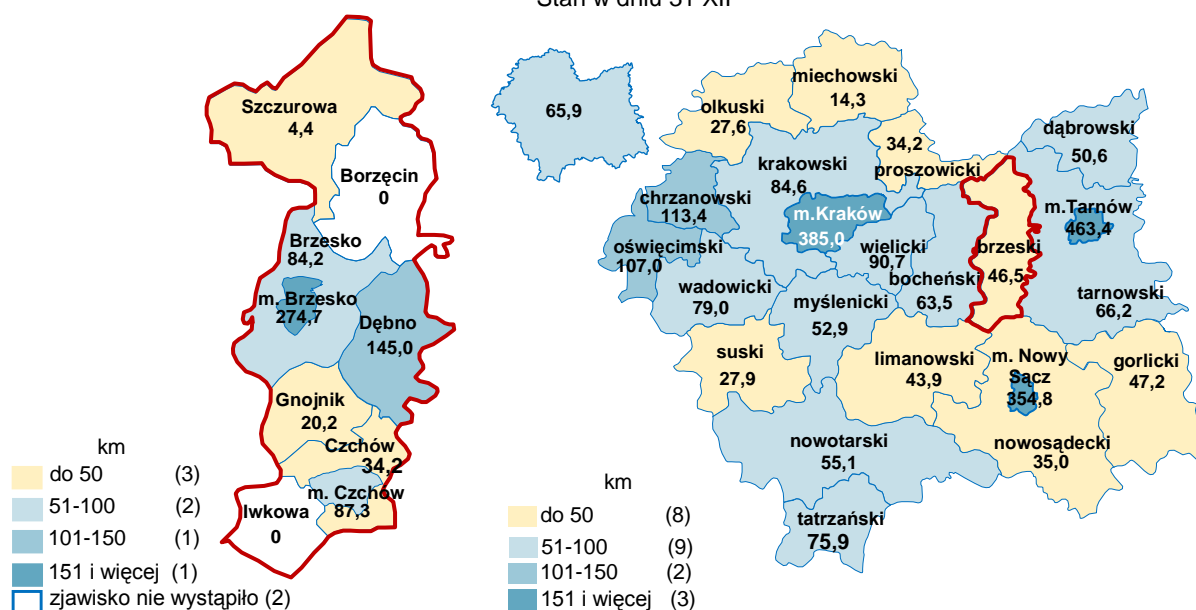 Stan w dniu 31 XII
Szczurowa
4,4
Borzęcin
0
Brzesko
84,2
m. Brzesko
274,7
Dębno
145,0
Gnojnik
20,2
Czchów
34,2
m. Czchów
87,3
Iwkowa
0
km
do 50 (3)
51-100 (2)
101-150 (1)
151 i więcej (1)
zjawisko nie wystąpiło (2)
65,9
miechowski
14,3
olkuski
27,6
34,2
proszowicki
dąbrowski
50,6
krakowski
84,6
chrzanowski
113,4
m.Kraków
385,0
m.Tarnów
463,4
oświęcimski
107,0
wielicki
90,7
brzeski
46,5
bocheński
63,5
wadowicki
79,0
myślenicki
52,9
tarnowski
66,2
suski
27,9
limanowski
43,9
m. Nowy
Sącz
354,8
gorlicki
47,2
nowotarski
55,1
nowosądecki
35,0
tatrzański
75,9
km
do 50 (8)
51-100 (9)
101-150 (2)
151 i więcej (3)